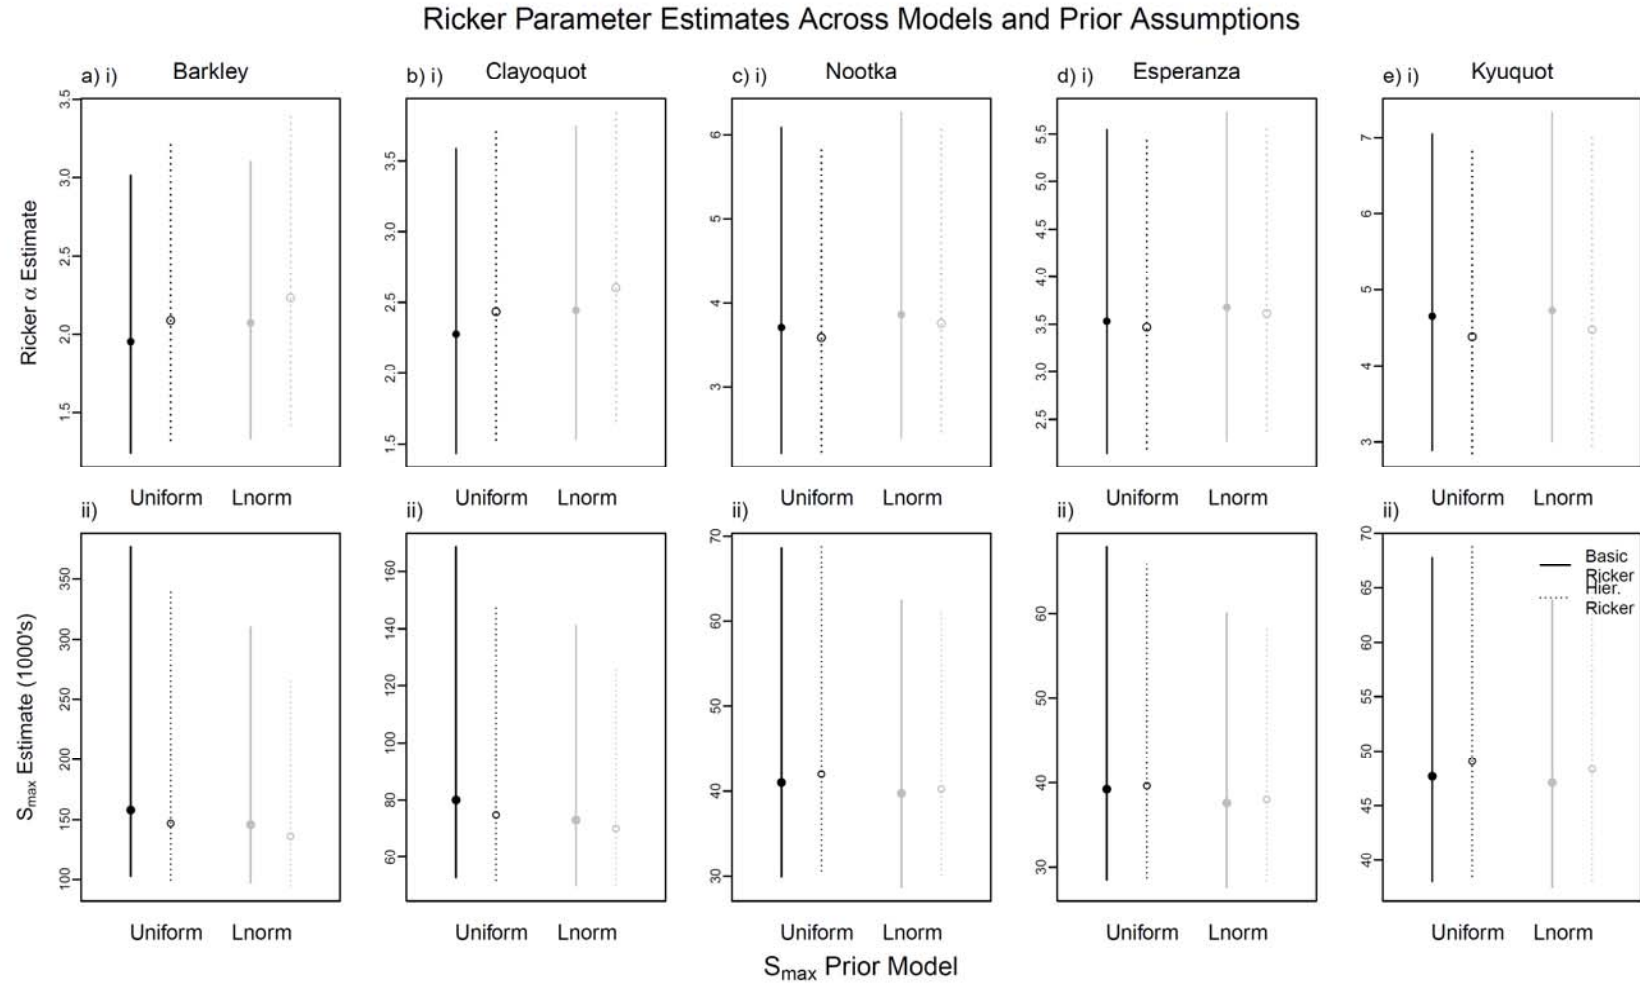 Ricker Parameter Estimates Across Models and Prior Assumptions
a) i) Barkley
b) i) Clayoquot
c) i) Nootka
d) i) Esperanza
e) i) Kyuquot
Ricker α Estimate
3.5
3.0
2.5
2.0
1.5
3.5
3.0
2.5
2.0
1.5
6
5
4
3
5.5
5.0
4.5
4.0
3.5
3.0
2.5
7
6
5
4
3
Uniform Lnorm
Uniform Lnorm
Uniform Lnorm
Uniform Lnorm
Uniform Lnorm
ii)
ii)
ii)
ii)
ii)
Smax Estimate (1000's)
350
300
250
200
150
100
160
140
120
100
80
60
70
60
50
40
30
60
50
40
30
70
65
60
55
50
45
40
Basic
Ricker
Hier.
Ricker
Uniform Lnorm
Uniform Lnorm
Uniform Lnorm
Uniform Lnorm
Uniform Lnorm
Smax Prior Model